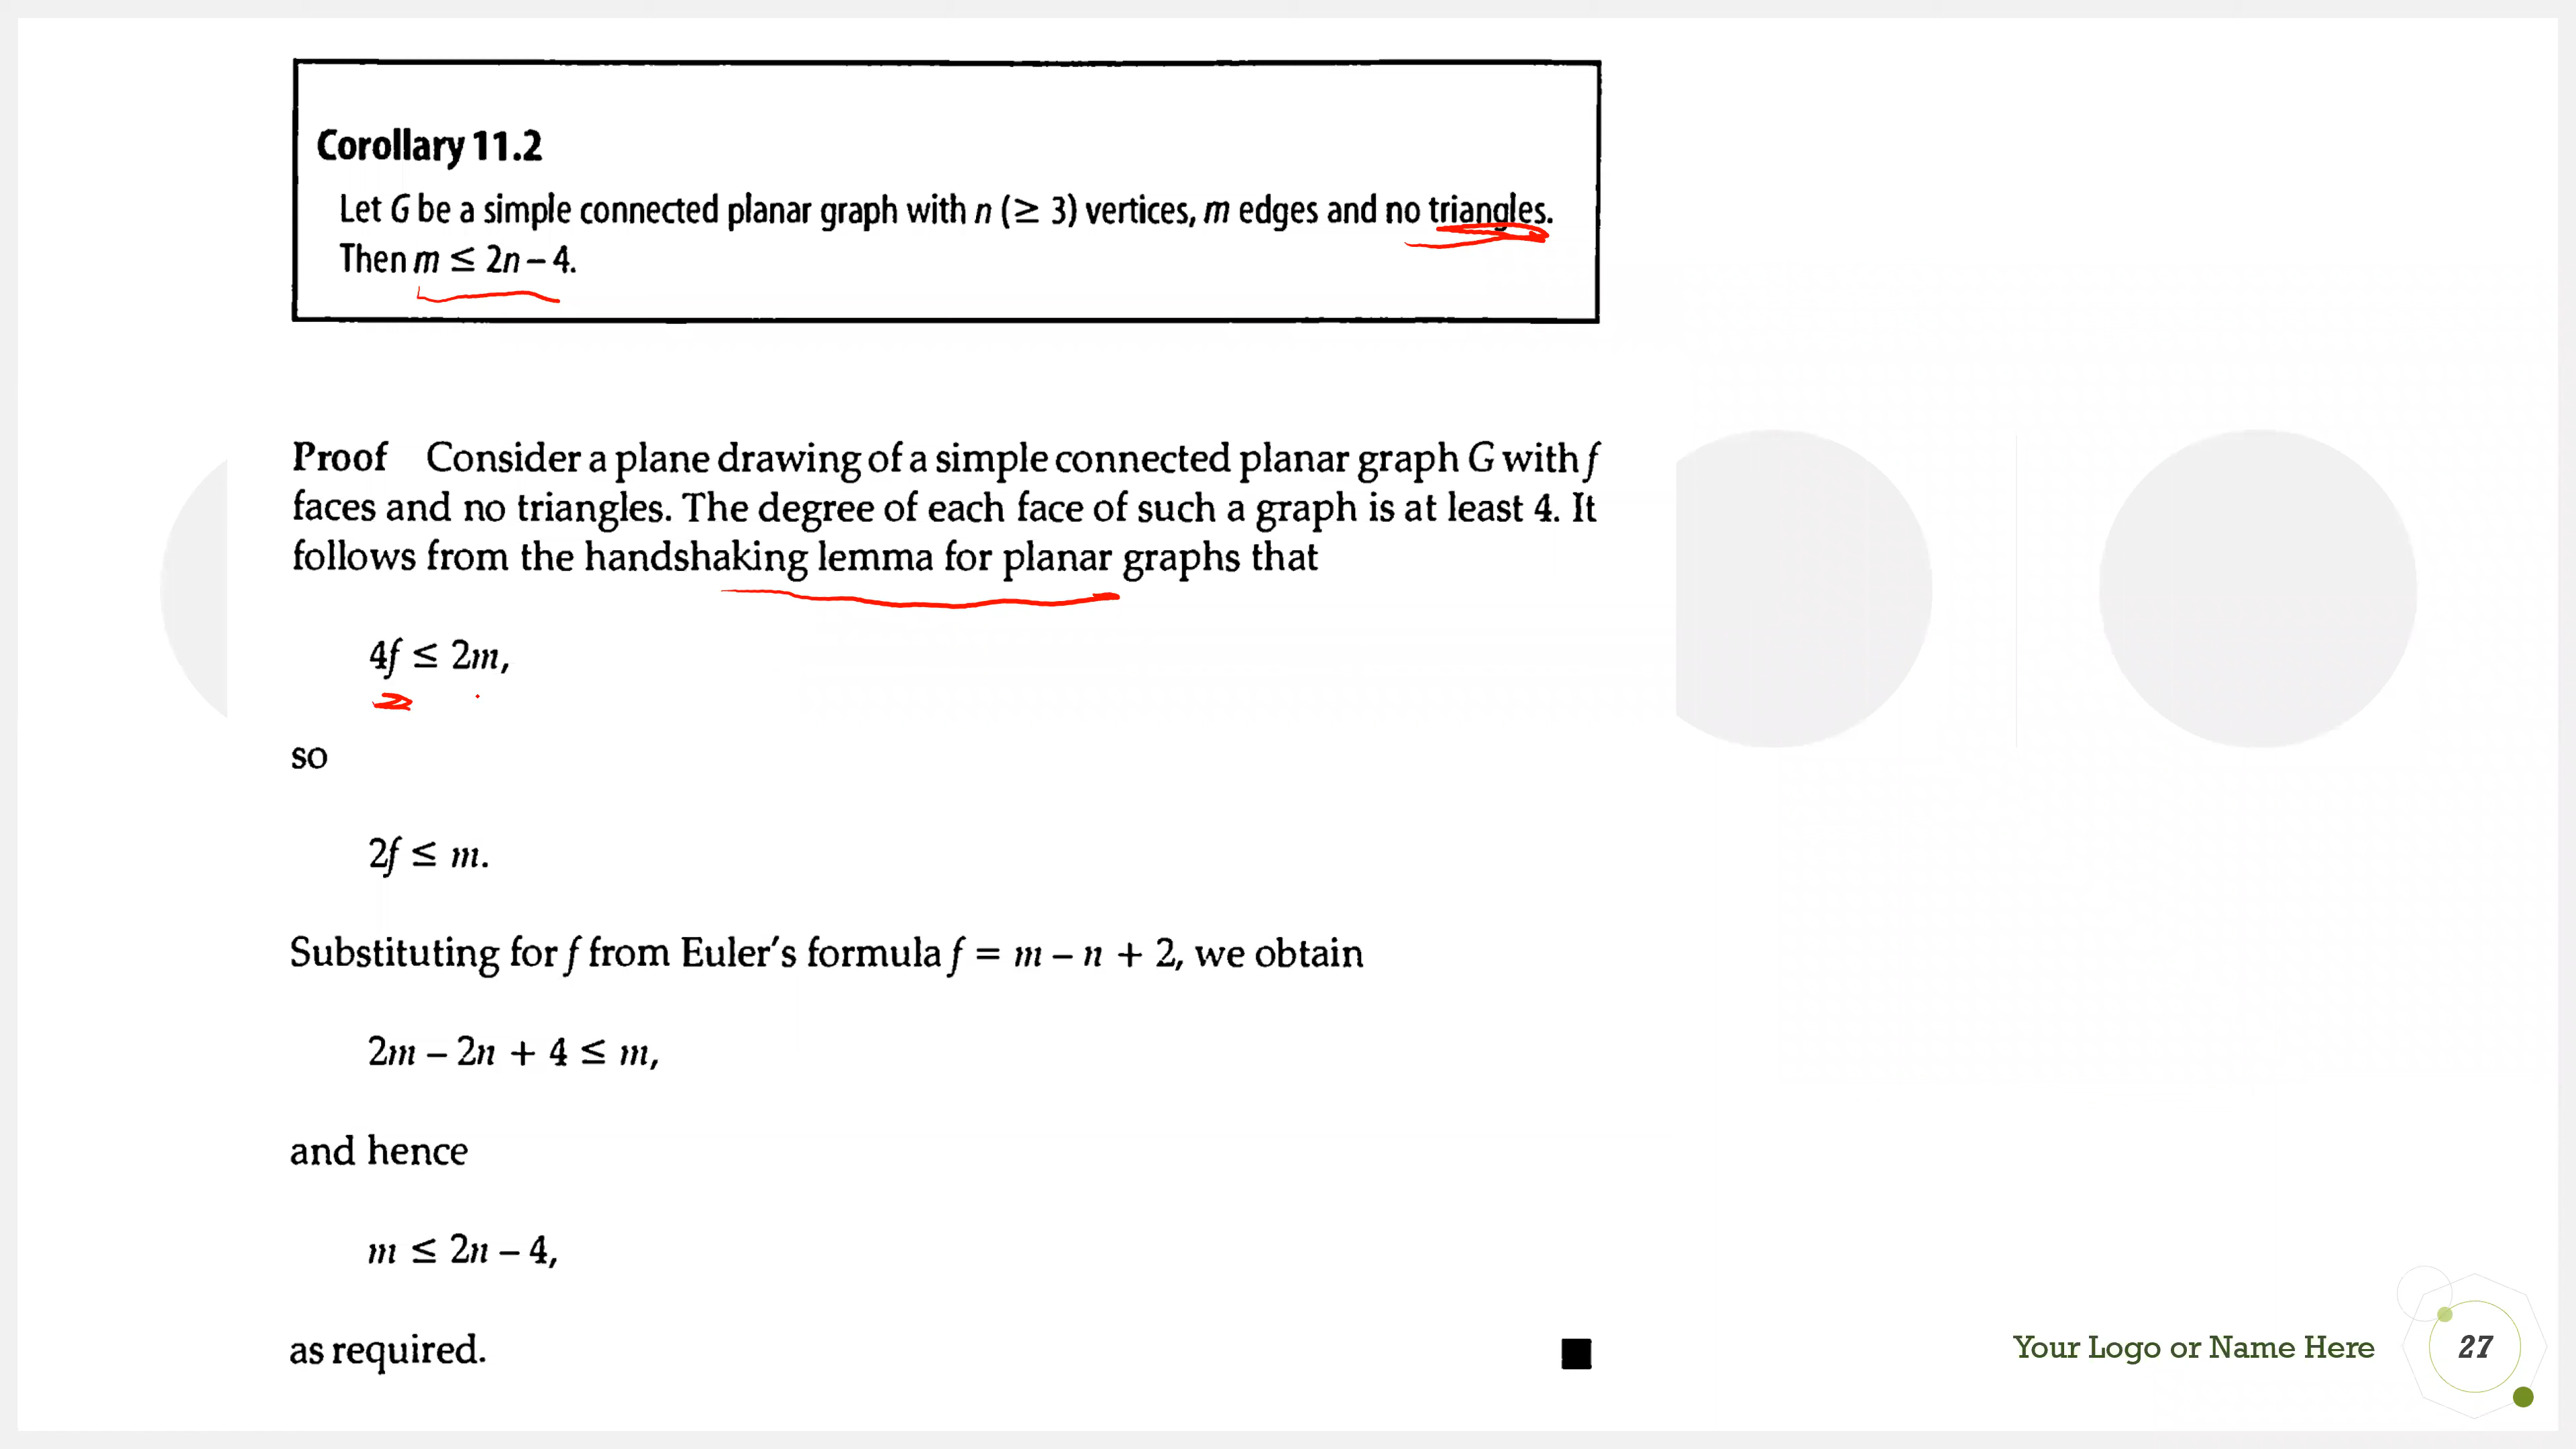 Corollary 11.2
Let G be a simple connected planar graph with n (≥ 3) vertices, m edges and no triangles.
Then m ≤ 2n – 4.
Proof Consider a plane drawing of a simple connected planar graph G with f
faces and no triangles. The degree of each face of such a graph is at least 4. It
follows from the handshaking lemma for planar graphs that
4f ≤ 2m,
so
2f ≤ m.
Substituting for f from Euler's formula f = m – n + 2, we obtain
2m – 2n + 4 ≤ m,
and hence
m ≤ 2n – 4,
as required. ■
Your Logo or Name Here 27